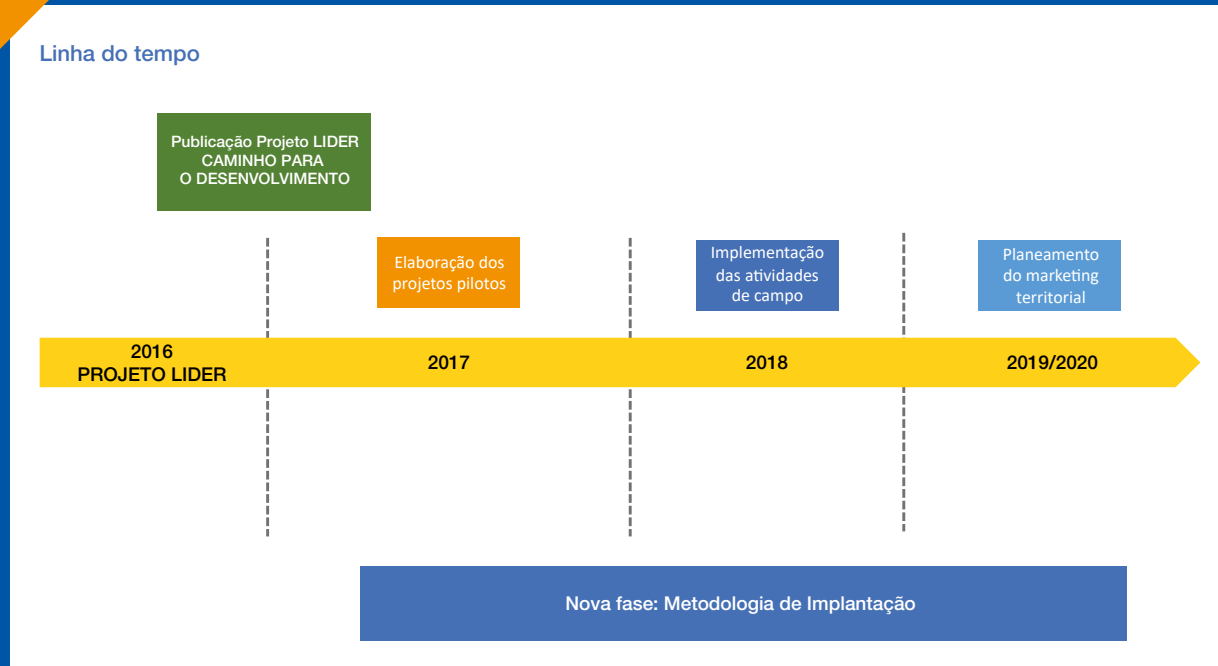 Linha do tempo
Publicação Projeto LIDER
CAMINHO PARA
O DESENVOLVIMENTO
Elaboração dos
projetos pilotos
Implementação
das atividades
de campo
Planeamento
do marketing
territorial
2016
PROJETO LIDER
2017
2018
2019/2020
Nova fase: Metodologia de Implantação